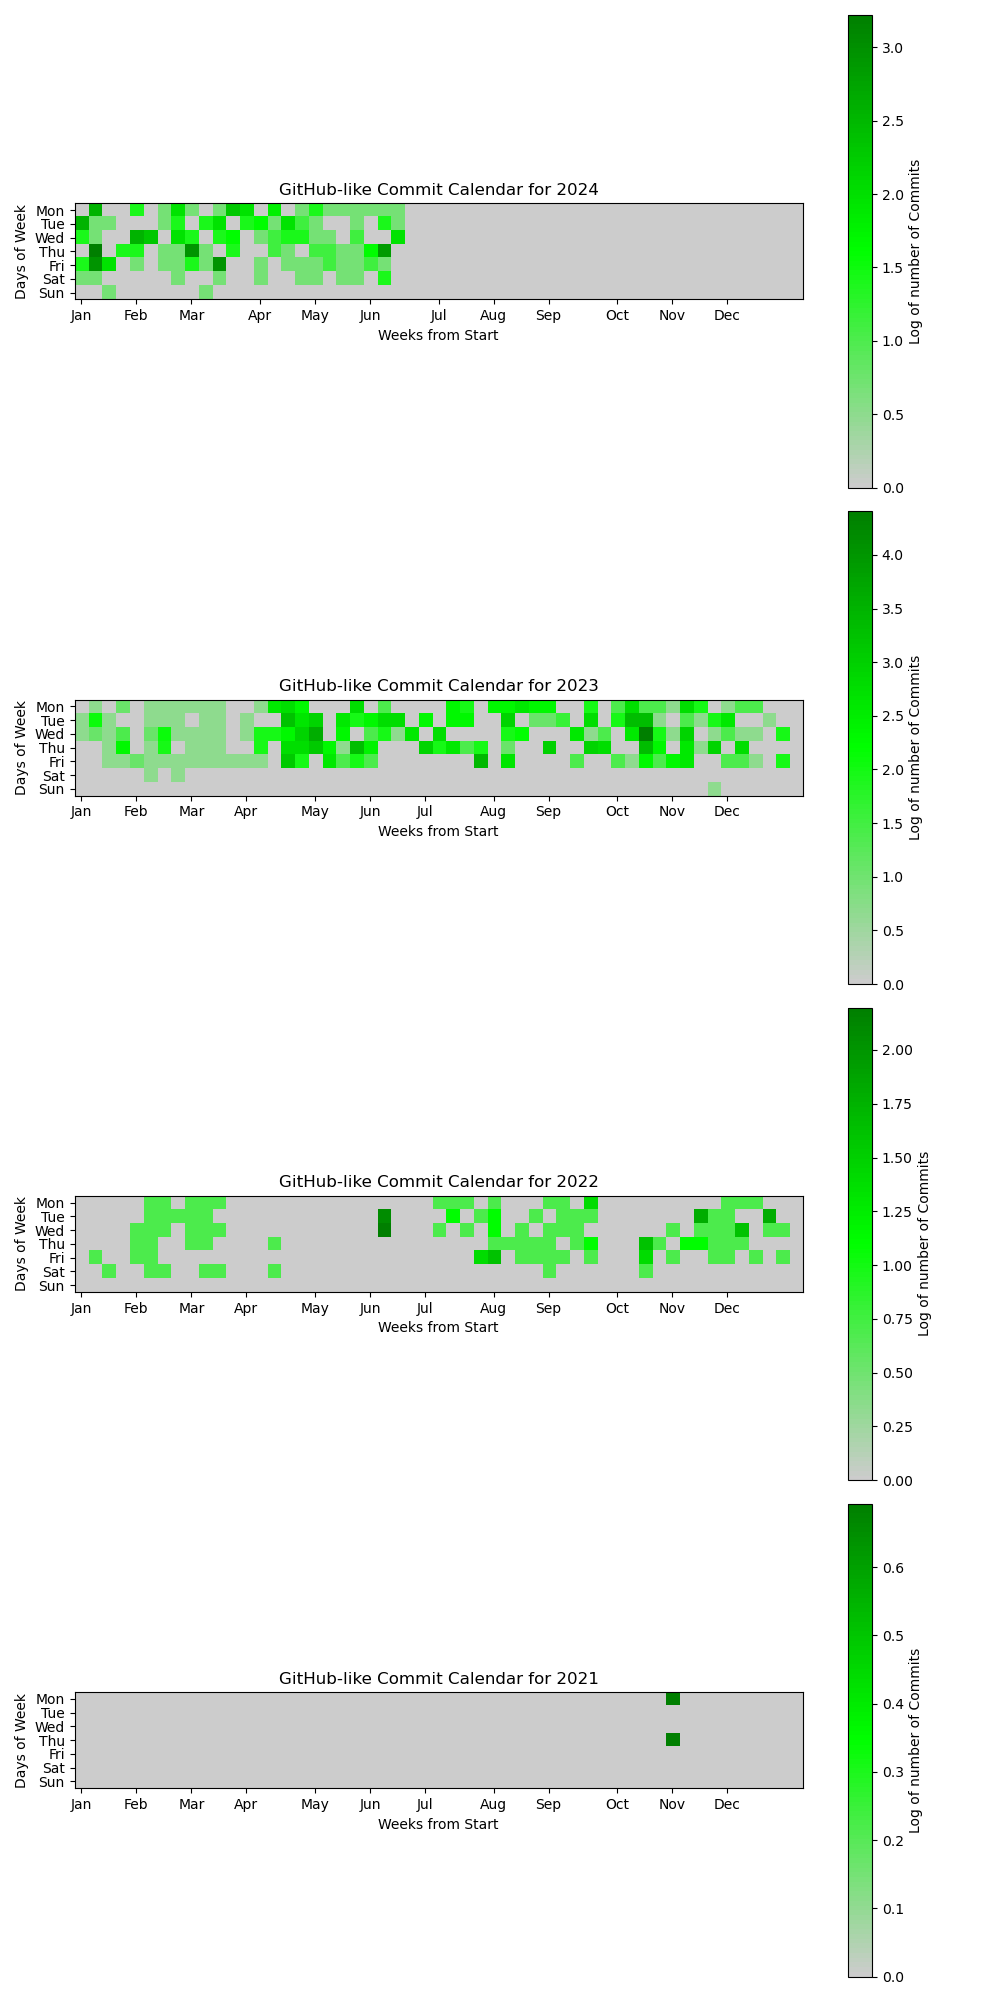 GitHub-like Commit Calendar for 2024
Days of Week
Mon
Tue
Wed
Thu
Fri
Sat
Sun
Jan Feb Mar Apr May Jun Jul Aug Sep Oct Nov Dec
Weeks from Start
3.0
2.5
2.0
1.5
1.0
0.5
0.0
Log of number of Commits
GitHub-like Commit Calendar for 2023
Days of Week
Mon
Tue
Wed
Thu
Fri
Sat
Sun
Jan Feb Mar Apr May Jun Jul Aug Sep Oct Nov Dec
Weeks from Start
4.0
3.5
3.0
2.5
2.0
1.5
1.0
0.5
0.0
Log of number of Commits
GitHub-like Commit Calendar for 2022
Days of Week
Mon
Tue
Wed
Thu
Fri
Sat
Sun
Jan Feb Mar Apr May Jun Jul Aug Sep Oct Nov Dec
Weeks from Start
2.00
1.75
1.50
1.25
1.00
0.75
0.50
0.25
0.00
Log of number of Commits
GitHub-like Commit Calendar for 2021
Days of Week
Mon
Tue
Wed
Thu
Fri
Sat
Sun
Jan Feb Mar Apr May Jun Jul Aug Sep Oct Nov Dec
Weeks from Start
0.6
0.5
0.4
0.3
0.2
0.1
0.0
Log of number of Commits